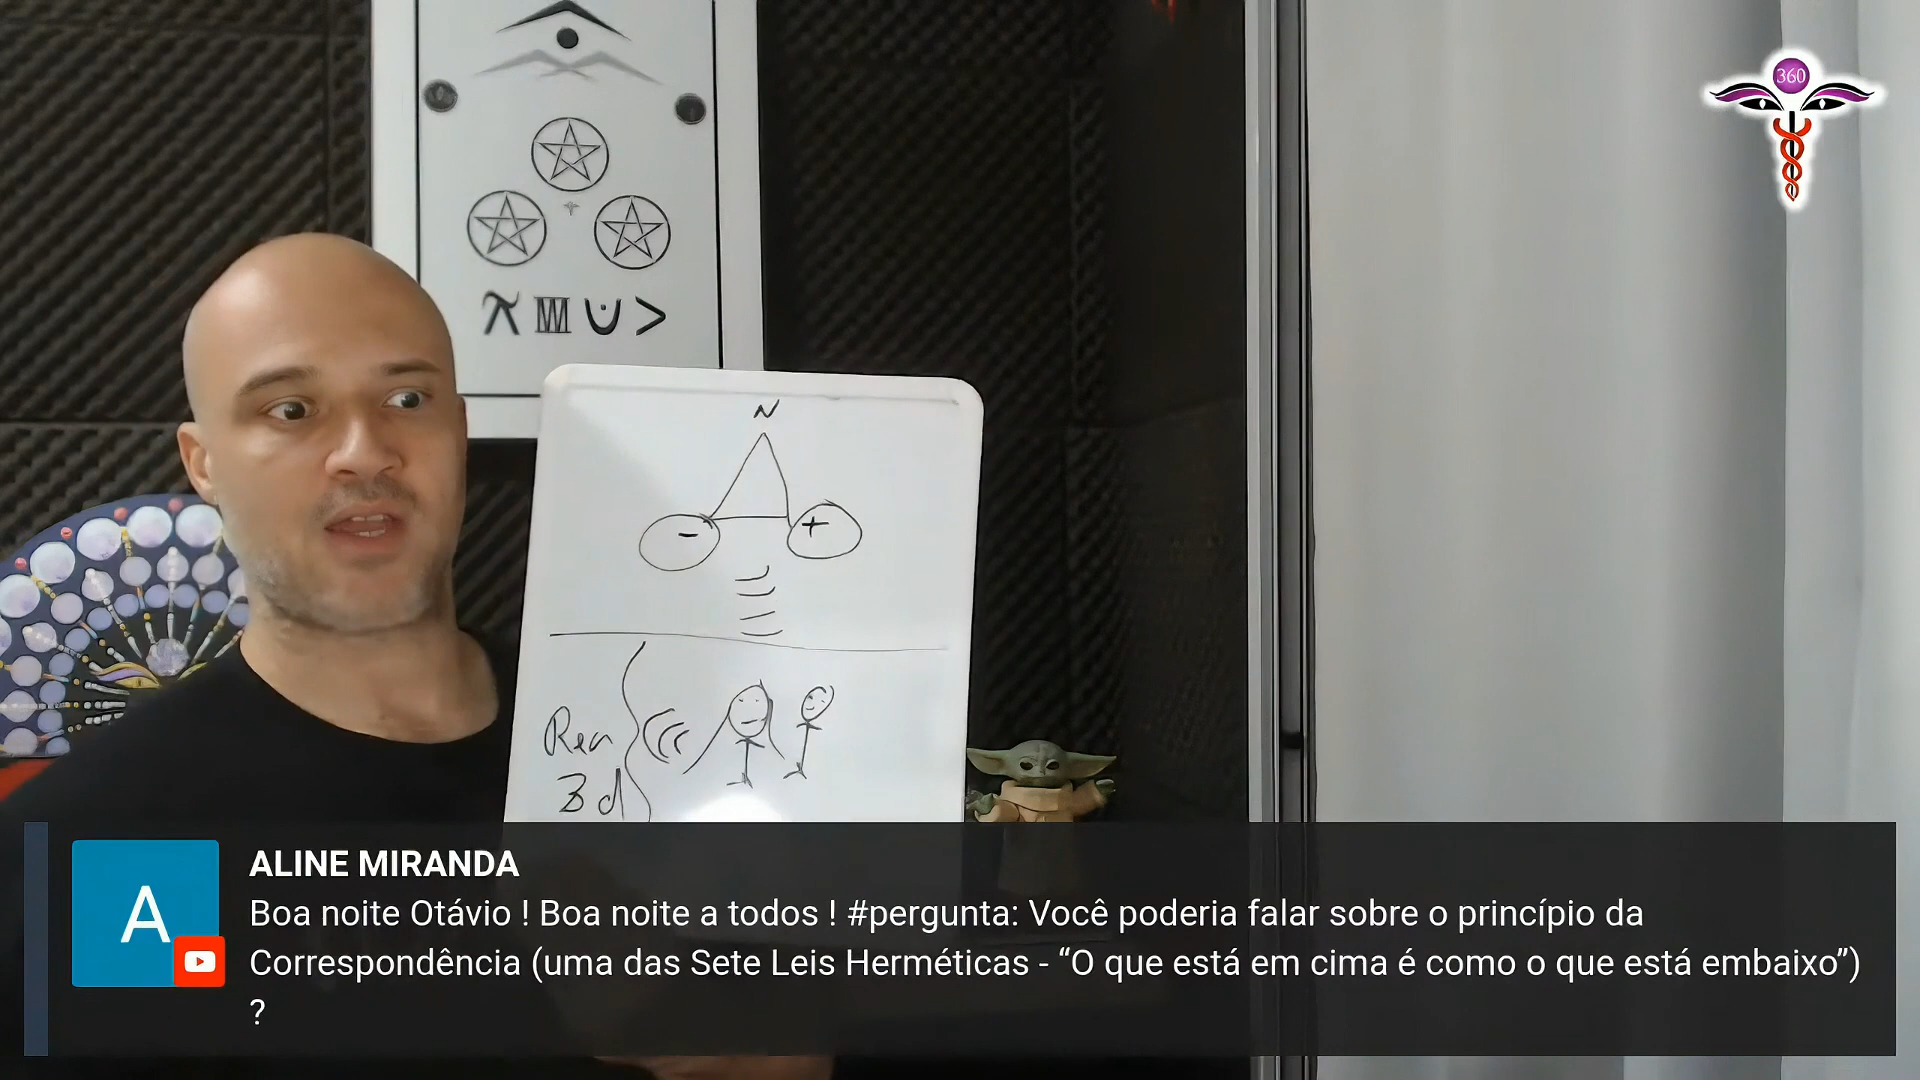 360
N
-
+
3d
A
ALINE MIRANDA
Boa noite Otávio ! Boa noite a todos ! #pergunta: Você poderia falar sobre o princípio da
Correspondência (uma das Sete Leis Herméticas - “O que está em cima é como o que está embaixo”)
?